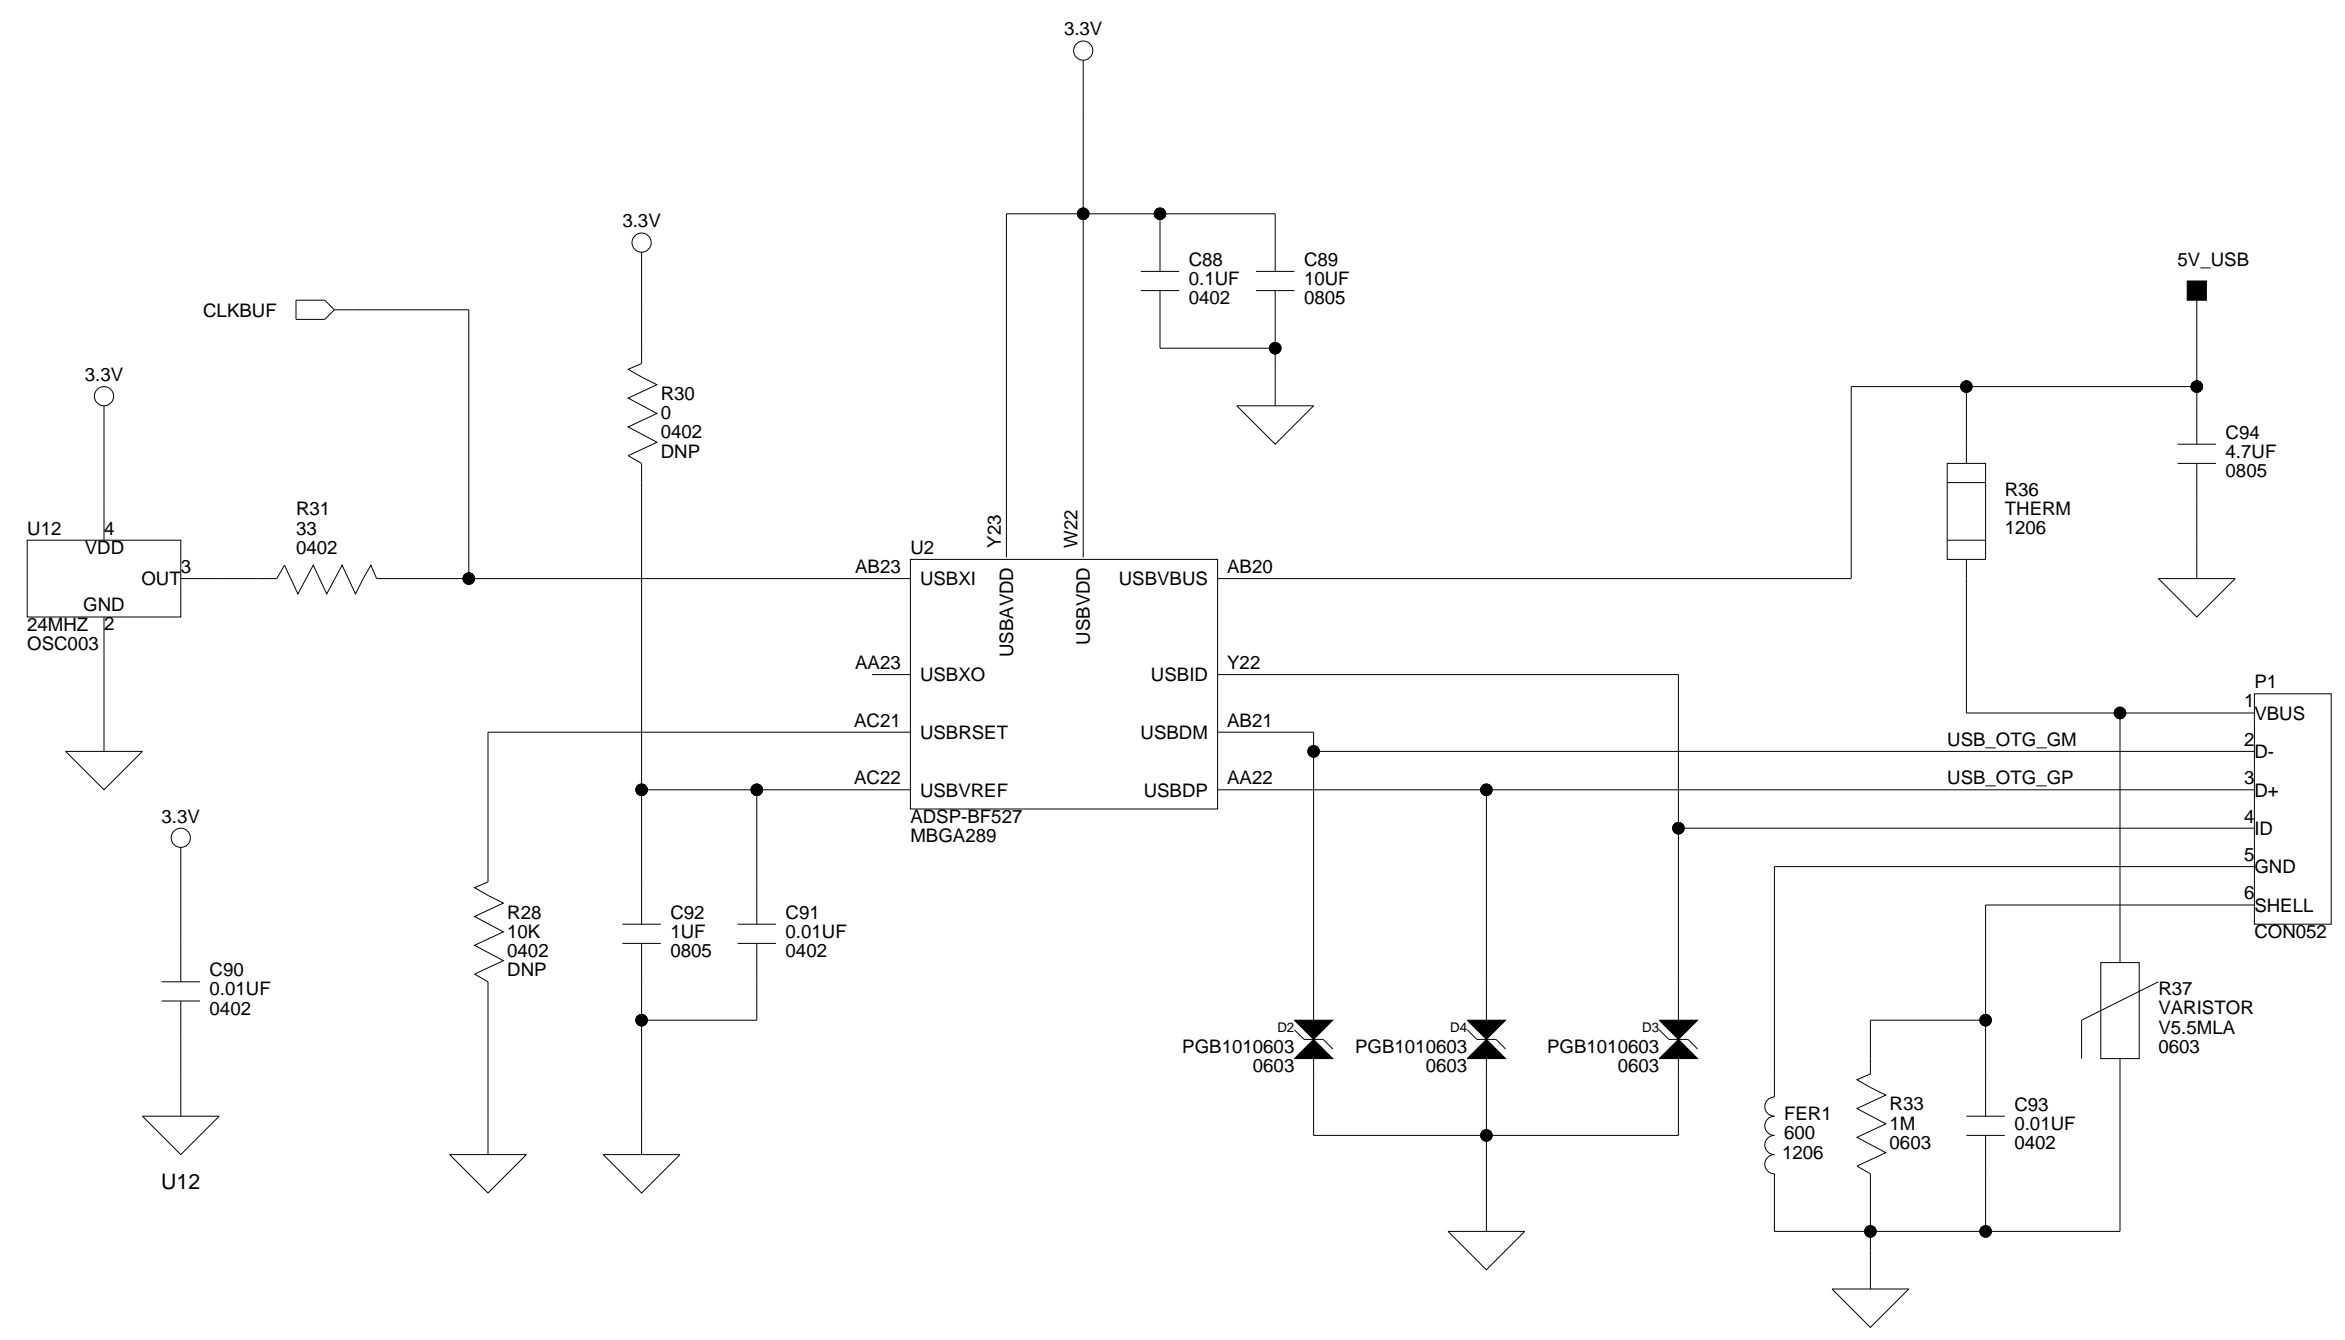 3.3V
3.3V
C88
0.1UF
0402
C89
10UF
0805
5V_USB
CLKBUF
3.3V
R30
0
0402
DNP
C94
4.7UF
0805
R36
THERM
1206
R31
33
0402
U12
4
VDD
OUT
3
GND
2
24MHZ
OSC003
U2
Y23
W22
AB23
USBXI
USBAVDD
USBVDD
USBVBUS
AB20
AA23
USBXO
USBID
Y22
AC21
USBRSET
USBDM
AB21
AC22
USBVREF
USBDP
AA22
ADSP-BF527
MBGA289
P1
1
VBUS
USB_OTG_GM
2
D-
USB_OTG_GP
3
D+
4
ID
5
GND
6
SHELL
CON052
3.3V
C90
0.01UF
0402
U12
R28
10K
0402
DNP
C92
1UF
0805
C91
0.01UF
0402
D2
PGB1010603
0603
D4
PGB1010603
0603
D3
PGB1010603
0603
R37
VARISTOR
V5.5MLA
0603
FER1
600
1206
R33
1M
0603
C93
0.01UF
0402